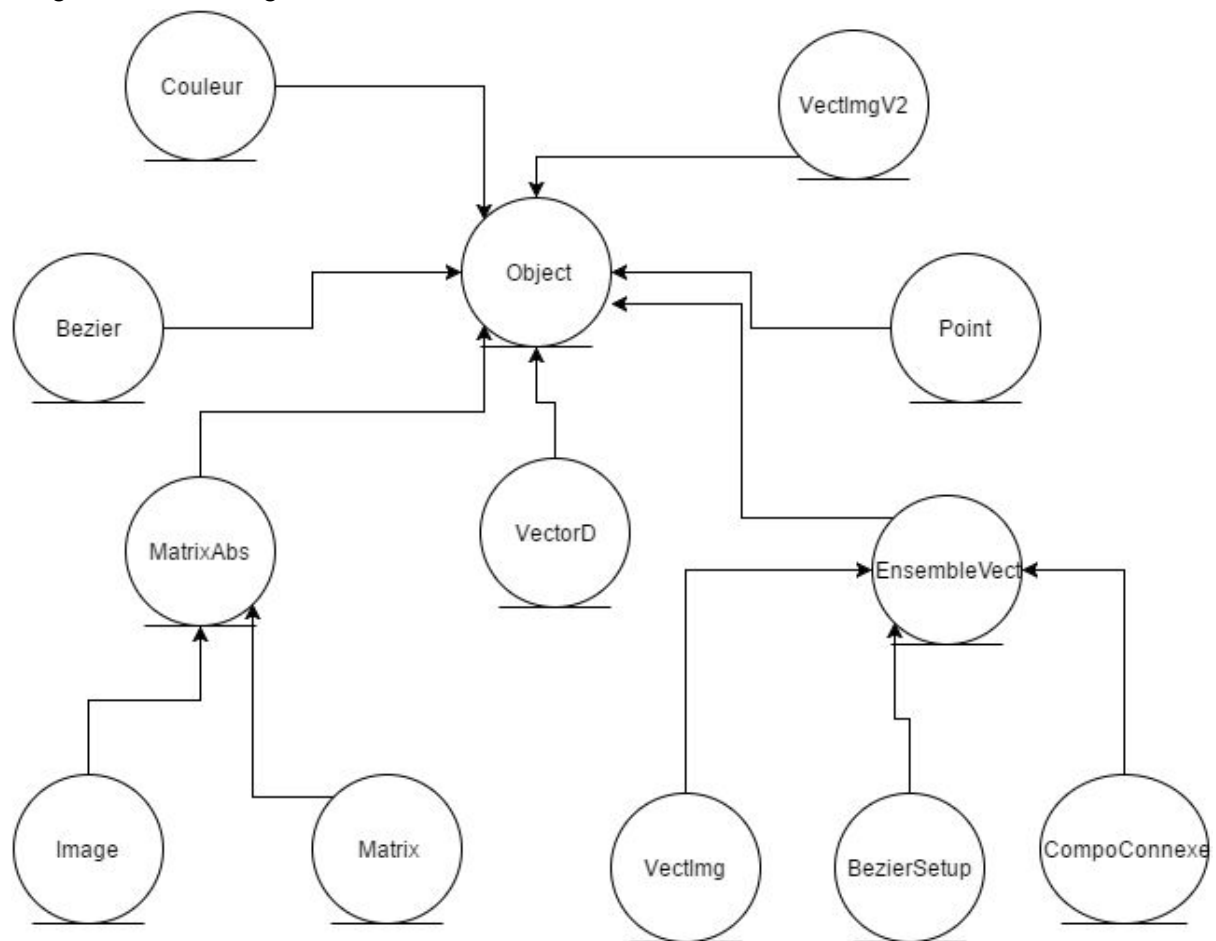 Couleur
VectImgV2
Object
Bezier
Point
MatrixAbs
VectorD
EnsembleVect
Image
Matrix
VectImg
BezierSetup
CompoConnexe